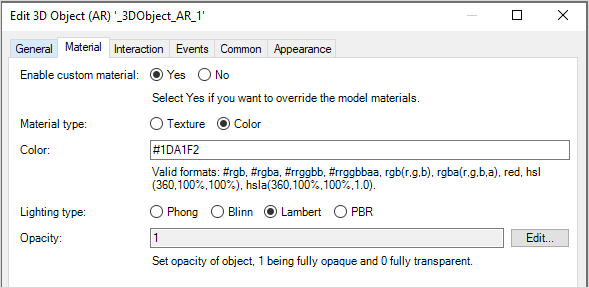 Edit 3D Object (AR) '_3DObject_AR_1'
General Material Interaction Events Common Appearance
Enable custom material: Yes No
Select Yes if you want to override the model materials.
Material type: Texture Color
Color: #1DA1F2
Valid formats: #rgb, #rgba, #rrggbb, #rrggbbaa, rgb(r,g,b), rgba(r,g,b,a), red, hsl
(360,100%,100%), hsla(360,100%,100%,1.0).
Lighting type: Phong Blinn Lambert PBR
Opacity: 1 Edit...
Set opacity of object, 1 being fully opaque and 0 fully transparent.